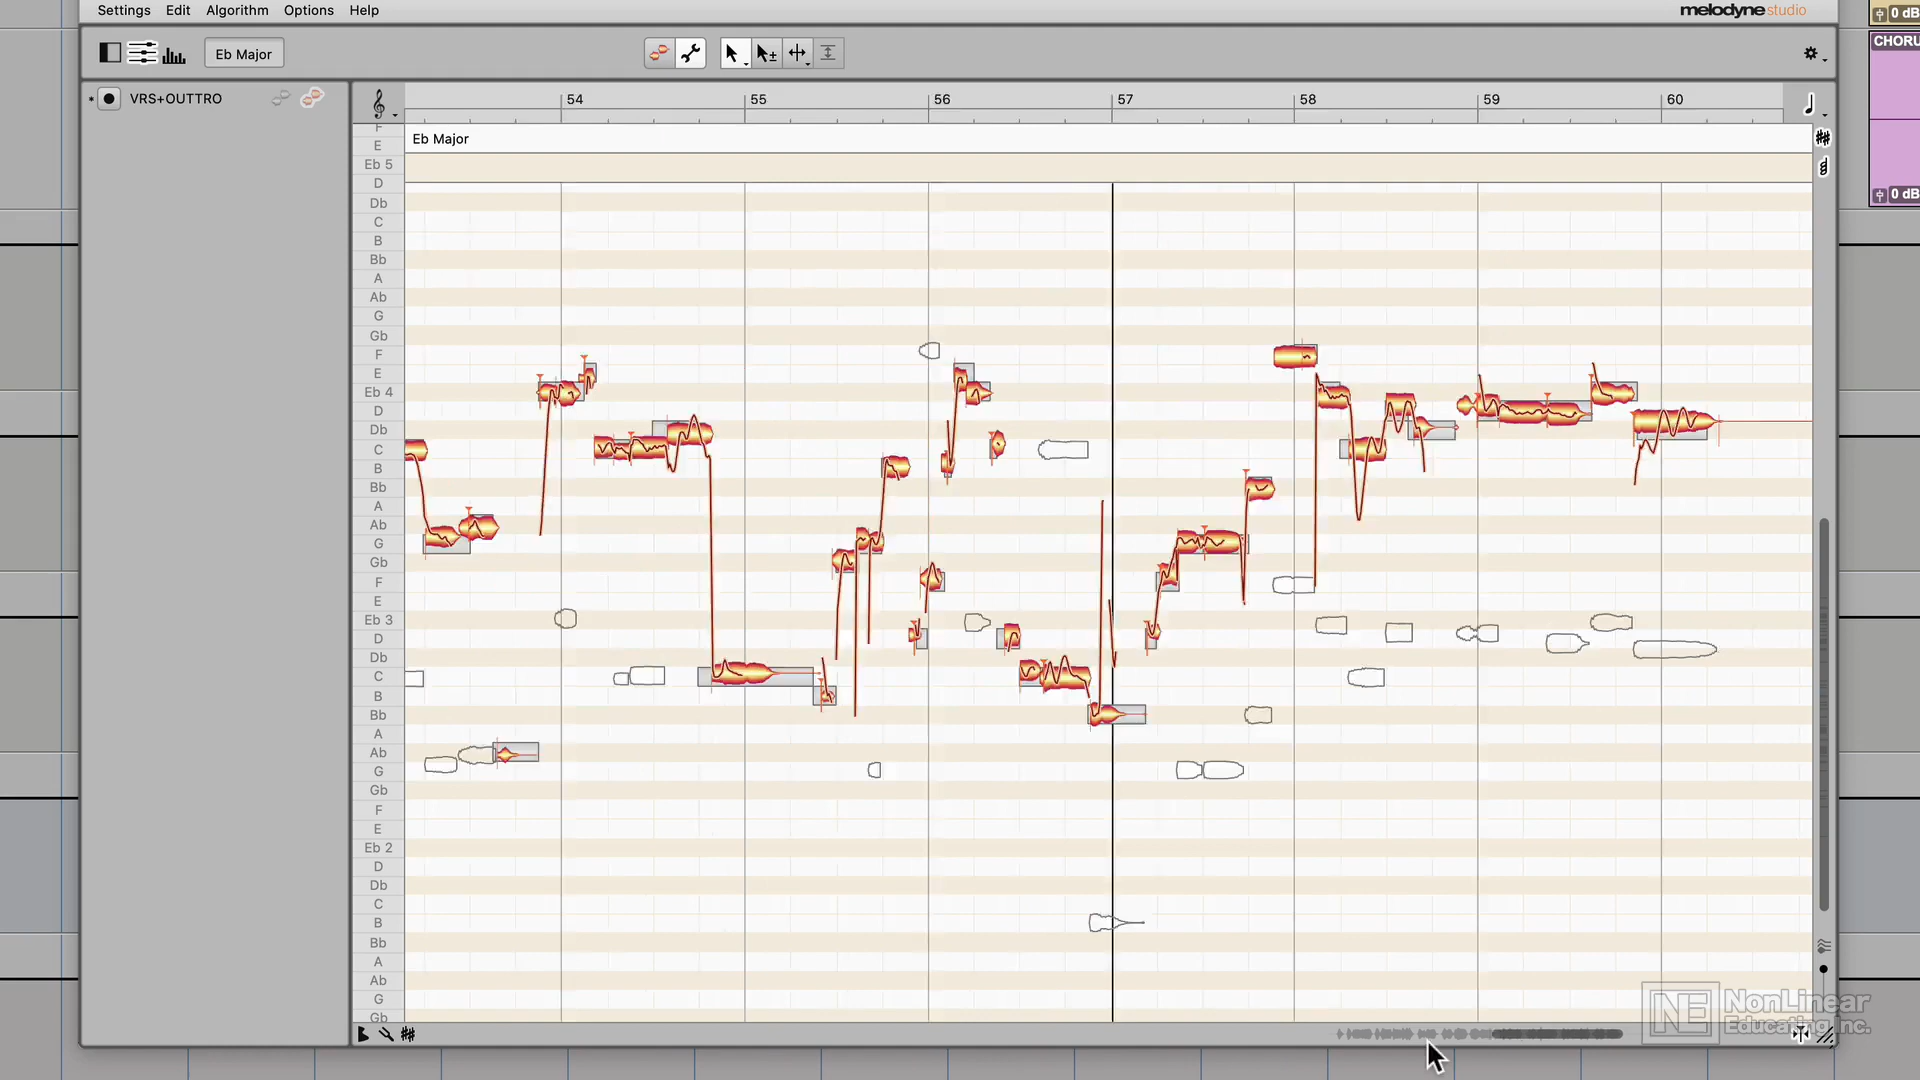 Settings Edit Algorithm Options Help
melodyne studio
0 dB
CHORU
Eb Major
VRS+OUTTRO
54 55 56 57 58 59 60
Eb Major
F
E
Eb 5
D
Db
C
B
Bb
A
Ab
G
Gb
F
E
Eb 4
D
Db
C
B
Bb
A
Ab
G
Gb
F
E
Eb 3
D
Db
C
B
Bb
A
Ab
G
Gb
F
E
Eb 2
D
Db
C
B
Bb
A
Ab
G
Gb
0 dB
NE NonLinear
Educating Inc.